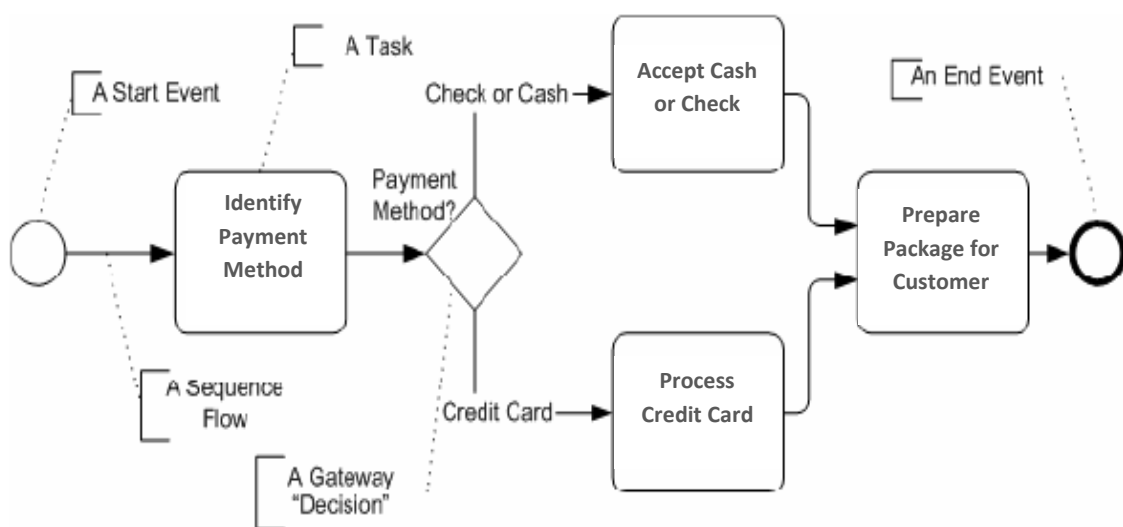 A Task
A Start Event
Check or Cash
Accept Cash
or Check
An End Event
Identify
Payment
Method
Payment
Method?
Prepare
Package for
Customer
A Sequence
Flow
Credit Card
Process
Credit Card
A Gateway
“Decision”